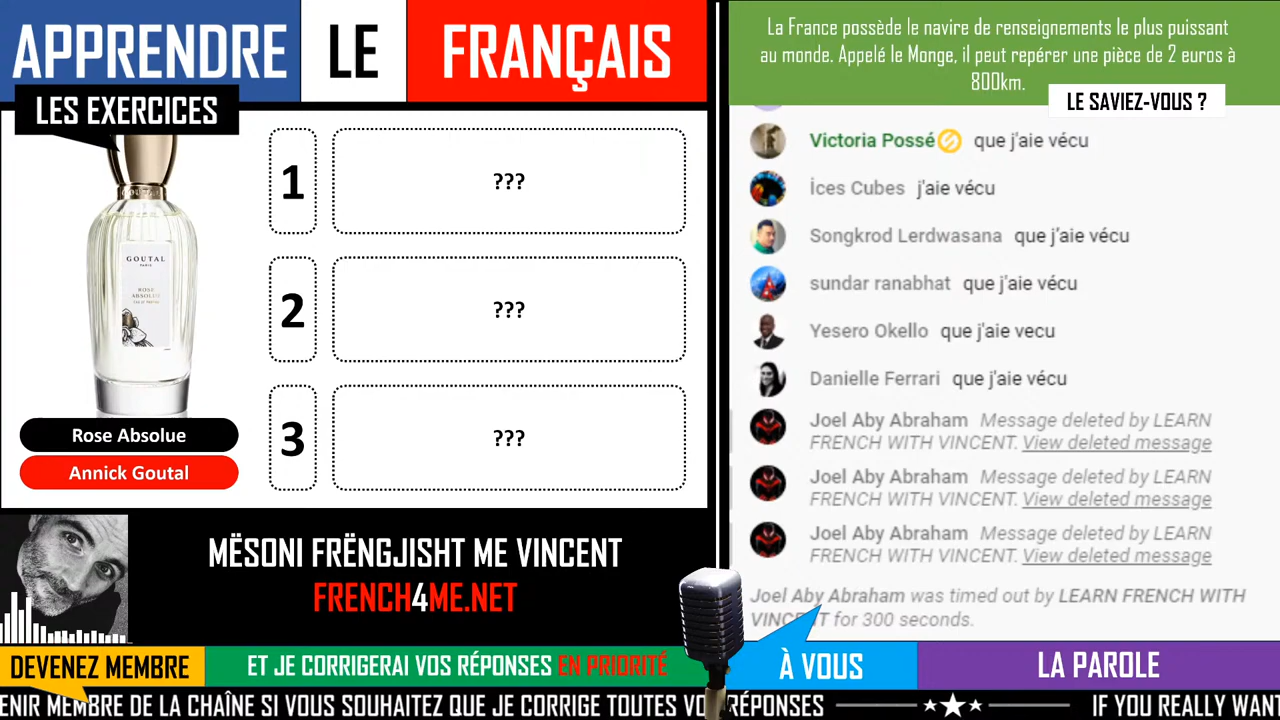 APPRENDRE LE FRANÇAIS
LES EXERCICES
GOUTAL
GOUTAL
PARIS
ROSE
ABSOLUE
Rose Absolue
Annick Goutal
1 ???
2 ???
3 ???
MËSONI FRËNGJISHT ME VINCENT
FRENCH4ME.NET
DEVENEZ MEMBRE
ET JE CORRIGERAI VOS RÉPONSES EN PRIORITÉ
La France possède le navire de renseignements le plus puissant
au monde. Appelé le Monge, il peut repérer une pièce de 2 euros à
800km.
LE SAVIEZ-VOUS ?
Victoria Possé que j'aie vécu
İces Cubes j'aie vécu
Songkrod Lerdwasana que j'aie vécu
sundar ranabhat que j'aie vécu
Yesero Okello que j'aie vecu
Danielle Ferrari que j'aie vécu
Joel Aby Abraham Message deleted by LEARN
FRENCH WITH VINCENT. View deleted message
Joel Aby Abraham Message deleted by LEARN
FRENCH WITH VINCENT. View deleted message
Joel Aby Abraham Message deleted by LEARN
FRENCH WITH VINCENT. View deleted message
Joel Aby Abraham was timed out by LEARN FRENCH WITH
VINCENT for 300 seconds.
À VOUS LA PAROLE
ENIR MEMBRE DE LA CHAÎNE SI VOUS SOUHAITEZ QUE JE CORRIGE TOUTES VOS RÉPONSES IF YOU REALLY WANT